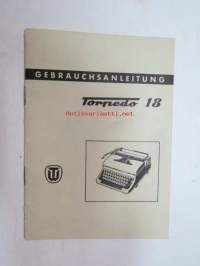 GEBRAUCHSANLEITUNG
Torpedo 18
antikvariaatti.net